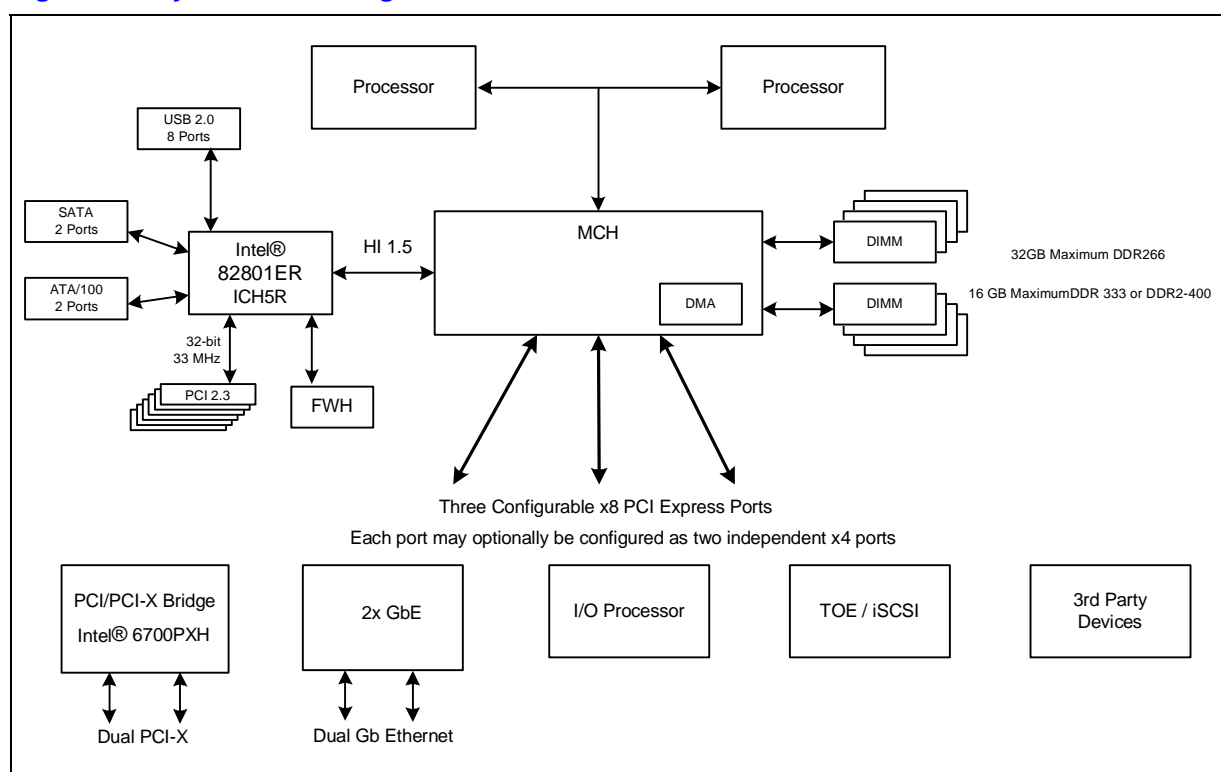 Processor
Processor
USB 2.0
8 Ports
SATA
2 Ports
ATA/100
2 Ports
Intel®
82801ER
ICH5R
HI 1.5
MCH
DMA
DIMM
DIMM
32GB Maximum DDR266
16 GB MaximumDDR 333 or DDR2-400
32-bit
33 MHz
PCI 2.3
FWH
Three Configurable x8 PCI Express Ports
Each port may optionally be configured as two independent x4 ports
PCI/PCI-X Bridge
Intel® 6700PXH
2x GbE
I/O Processor
TOE / iSCSI
3rd Party
Devices
Dual PCI-X
Dual Gb Ethernet